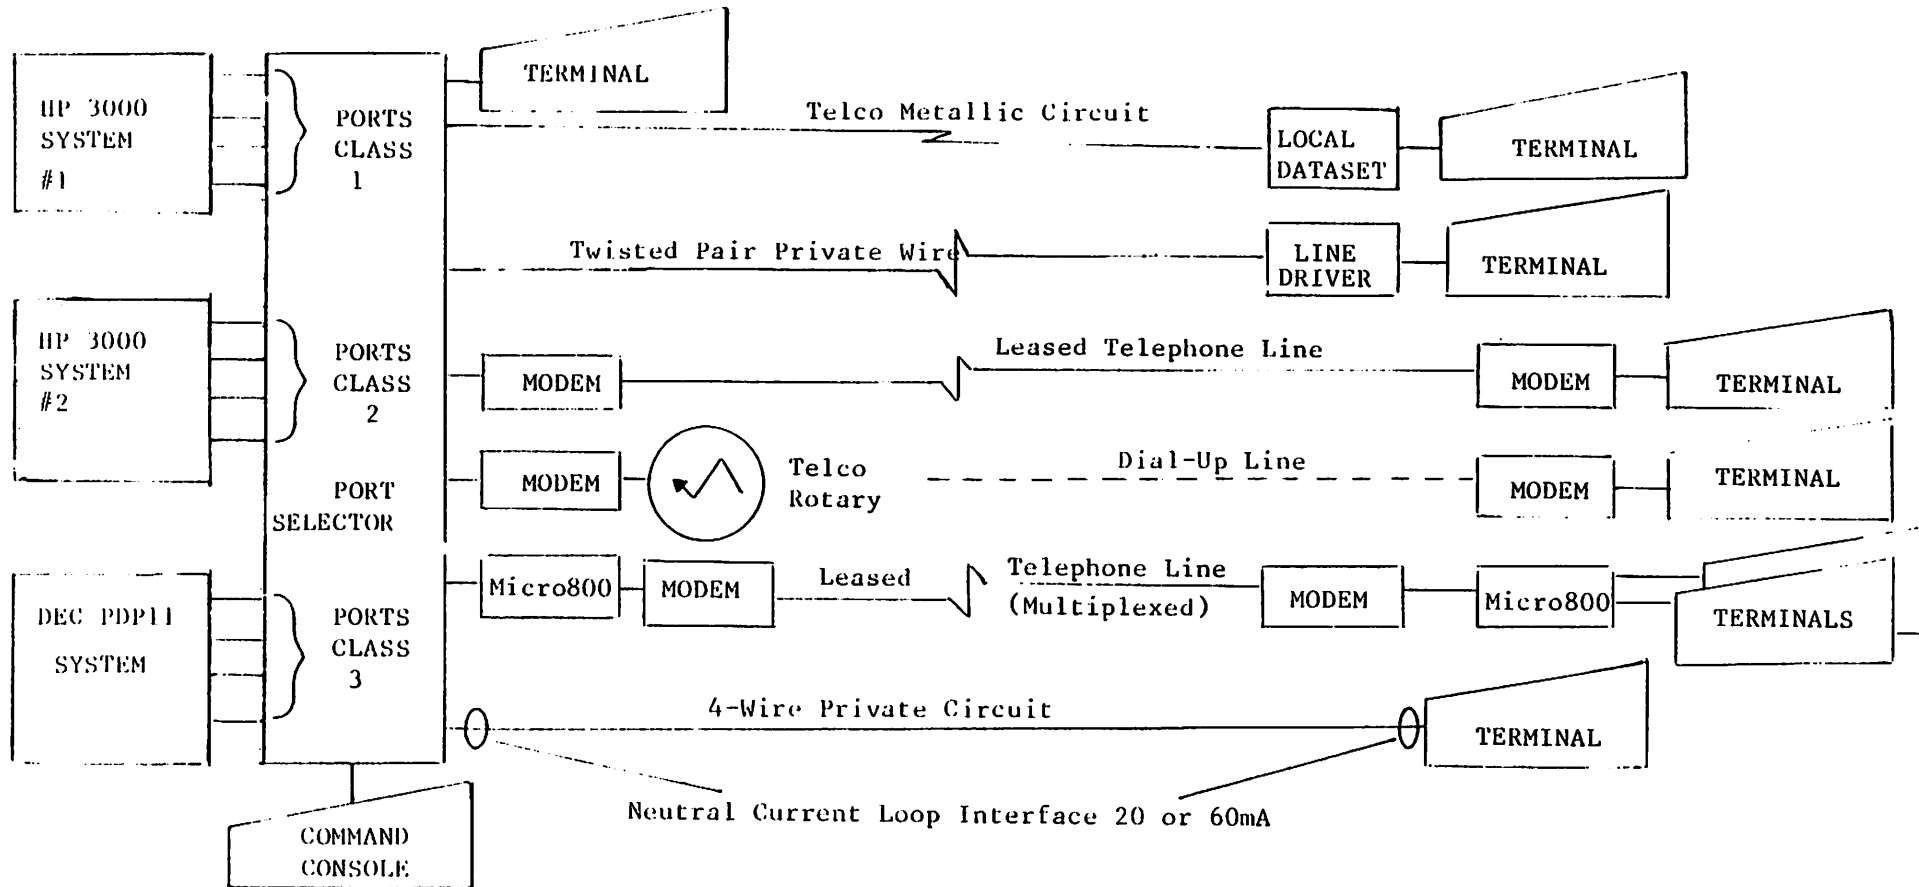 HP 3000
SYSTEM
#1
PORTS
CLASS
1
TERMINAL
Telco Metallic Circuit
LOCAL
DATASET
TERMINAL
Twisted Pair Private Wire
LINE
DRIVER
TERMINAL
HP 3000
SYSTEM
#2
PORTS
CLASS
2
MODEM
Leased Telephone Line
MODEM
TERMINAL
PORT
SELECTOR
MODEM
Telco
Rotary
Dial-Up Line
MODEM
TERMINAL
DEC PDP11
SYSTEM
PORTS
CLASS
3
Micro800
MODEM
Leased
Telephone Line
(Multiplexed)
MODEM
Micro800
TERMINALS
4-Wire Private Circuit
TERMINAL
Neutral Current Loop Interface 20 or 60mA
COMMAND
CONSOLE